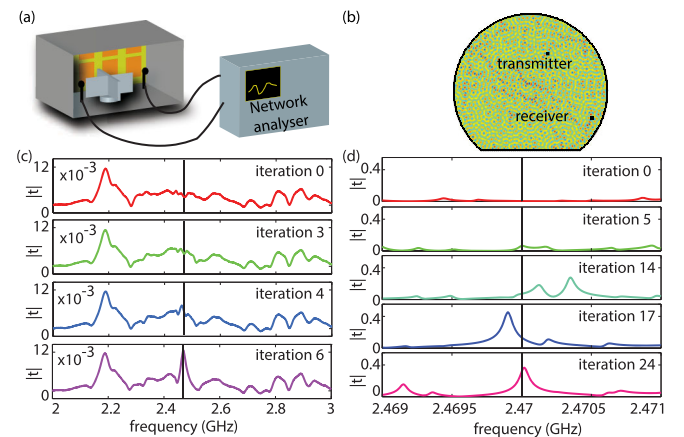 (a)
Network
analyser
(b)
transmitter
receiver
(c)
12
x10-3
iteration 0
|t|
0
12
x10-3
iteration 3
|t|
0
12
x10-3
iteration 4
|t|
0
12
x10-3
iteration 6
|t|
0
2 2.2 2.4 2.6 2.8 3
frequency (GHz)
(d)
0.4
iteration 0
|t|
0
0.4
iteration 5
|t|
0
0.4
iteration 14
|t|
0
0.4
iteration 17
|t|
0
0.4
iteration 24
|t|
0
2.469 2.4695 2.47 2.4705 2.471
frequency (GHz)